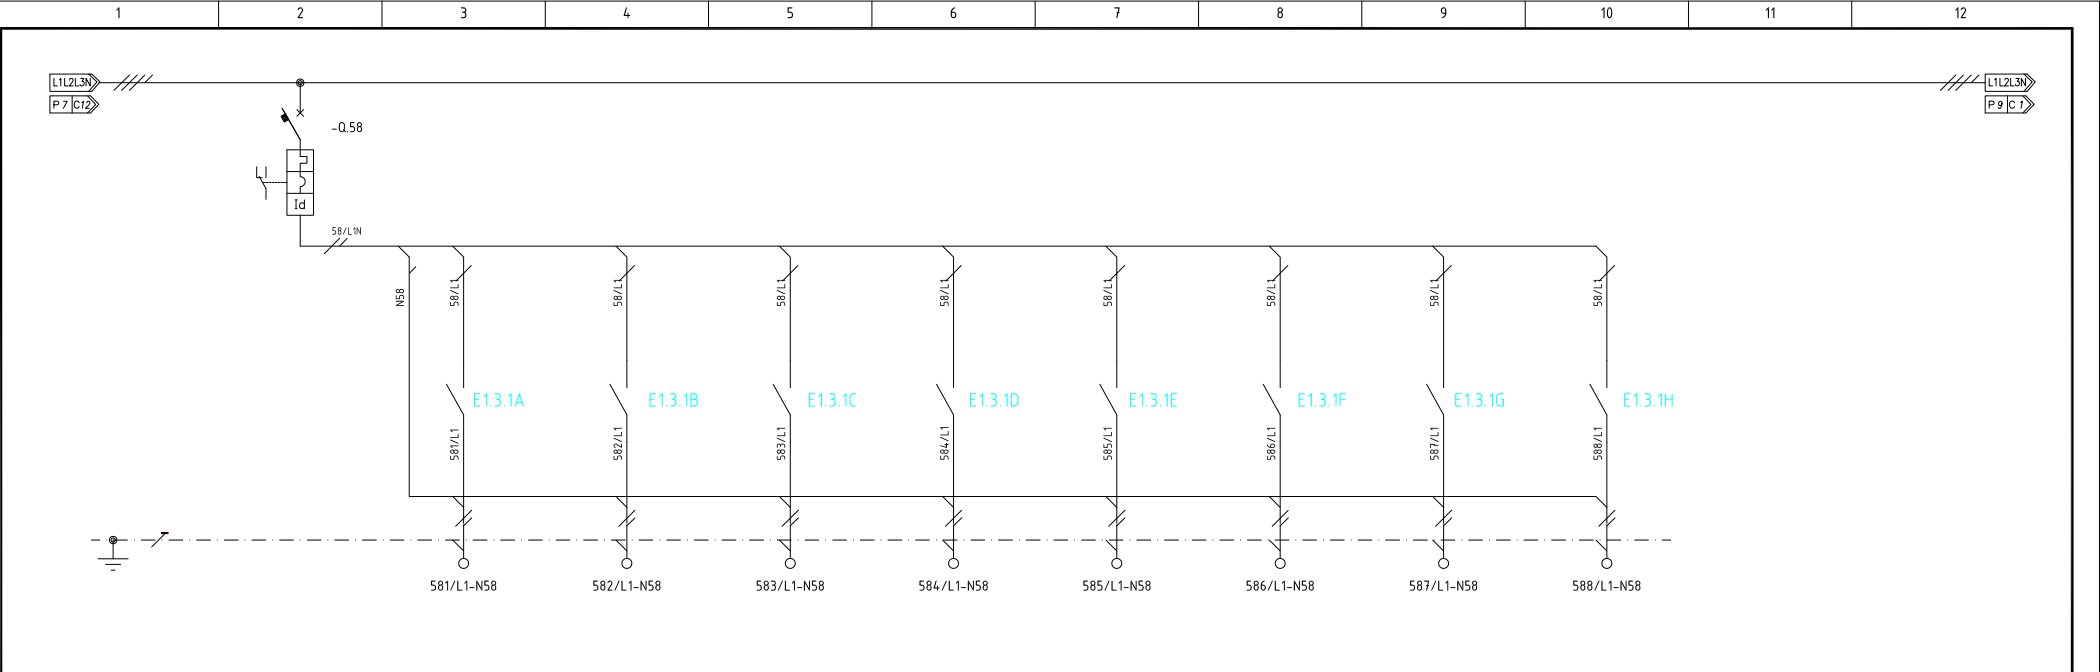 1 2 3 4 5 6 7 8 9 10 11 12
L1L2L3N L1L2L3N
P 7 C12 P 9 C 1
-Q.58
Id
58/L1N
N58 58/L1 58/L1 58/L1 58/L1 58/L1 58/L1 58/L1 58/L1
E1.3.1A E1.3.1B E1.3.1C E1.3.1D E1.3.1E E1.3.1F E1.3.1G E1.3.1H
581/L1 582/L1 583/L1 584/L1 585/L1 586/L1 587/L1 588/L1
581/L1-N58 582/L1-N58 583/L1-N58 584/L1-N58 585/L1-N58 586/L1-N58 587/L1-N58 588/L1-N58